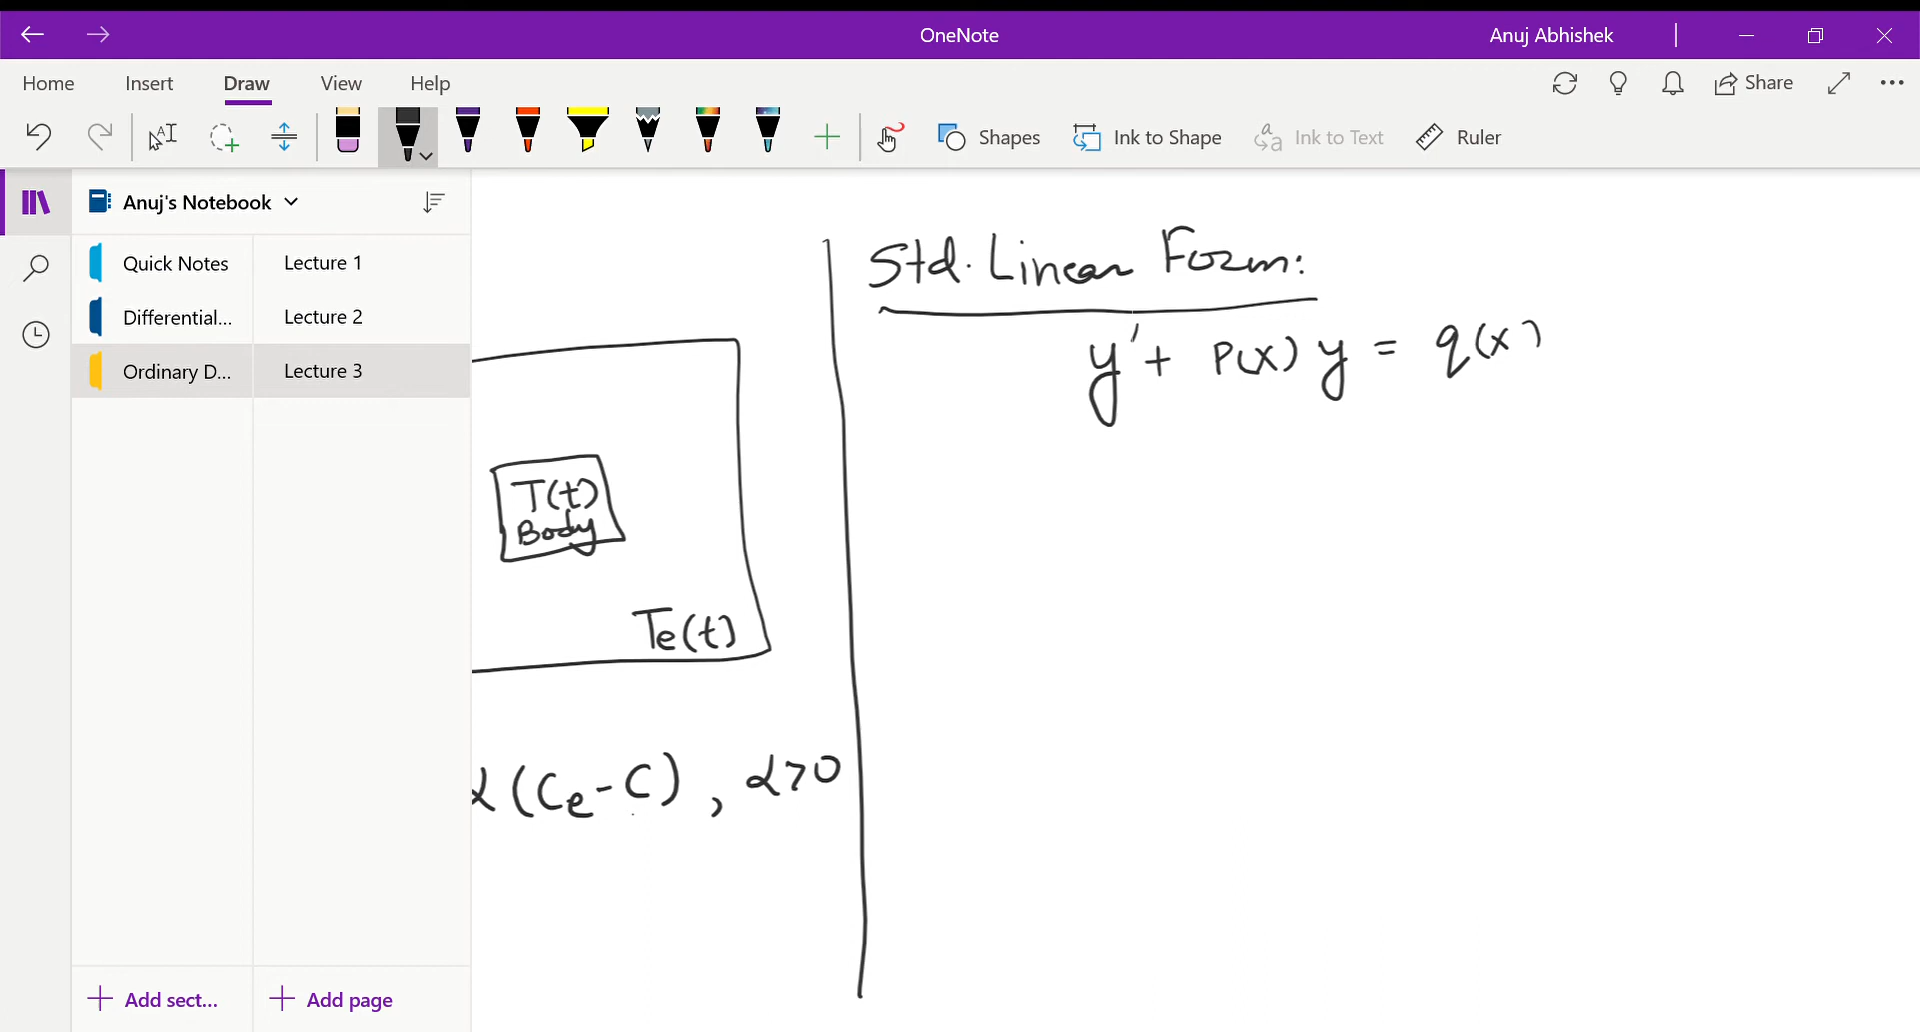 OneNote
Anuj Abhishek
Home Insert Draw View Help
Share
Shapes Ink to Shape Ink to Text Ruler
Anuj's Notebook
Quick Notes
Differential...
Ordinary D...
Lecture 1
Lecture 2
Lecture 3
Add sect...
Add page
T(t)
Body
Te(t)
α(Ce-C), α>0
Std. Linear Form:
y' + P(x) y = q(x)